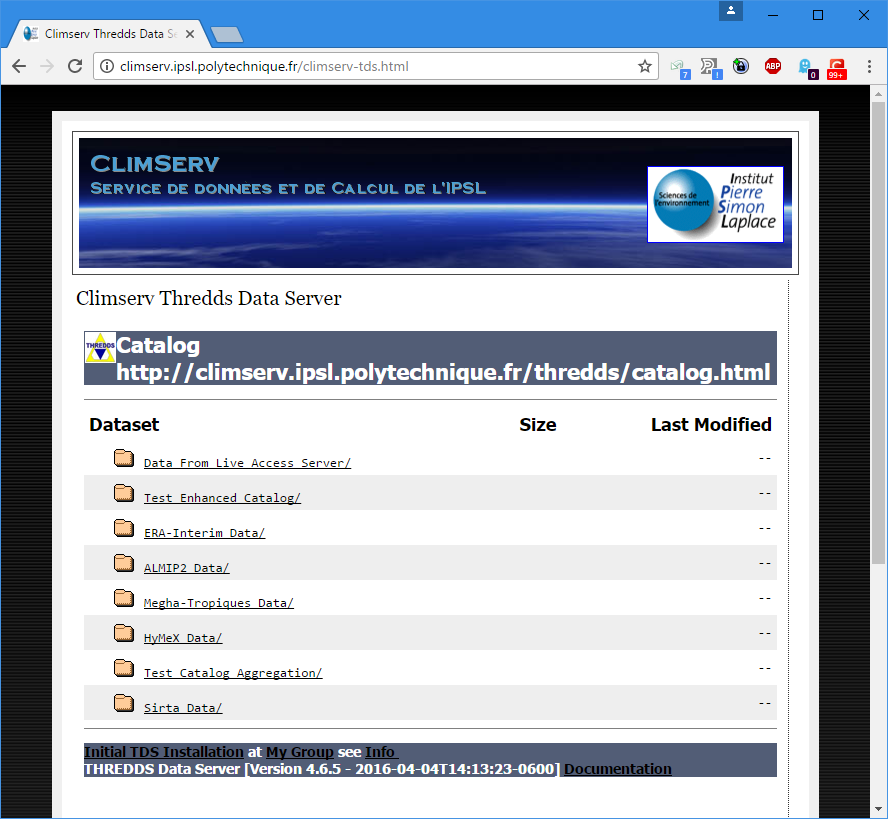 Climserv Thredds Data Se
climserv.ipsl.polytechnique.fr/climserv-tds.html
7
!
ABP
0
99+
ClimServ
Service de donnees et de Calcul de l'IPSL
Sciences de
l'environnement
Institut
Pierre
Simon
Laplace
Climserv Thredds Data Server
THREDDS
Catalog
http://climserv.ipsl.polytechnique.fr/thredds/catalog.html
Dataset Size Last Modified
Data From Live Access Server/ --
Test Enhanced Catalog/ --
ERA-Interim Data/ --
ALMIP2 Data/ --
Megha-Tropiques Data/ --
HyMeX Data/ --
Test Catalog Aggregation/ --
Sirta Data/ --
Initial TDS Installation at My Group see Info
THREDDS Data Server [Version 4.6.5 - 2016-04-04T14:13:23-0600] Documentation